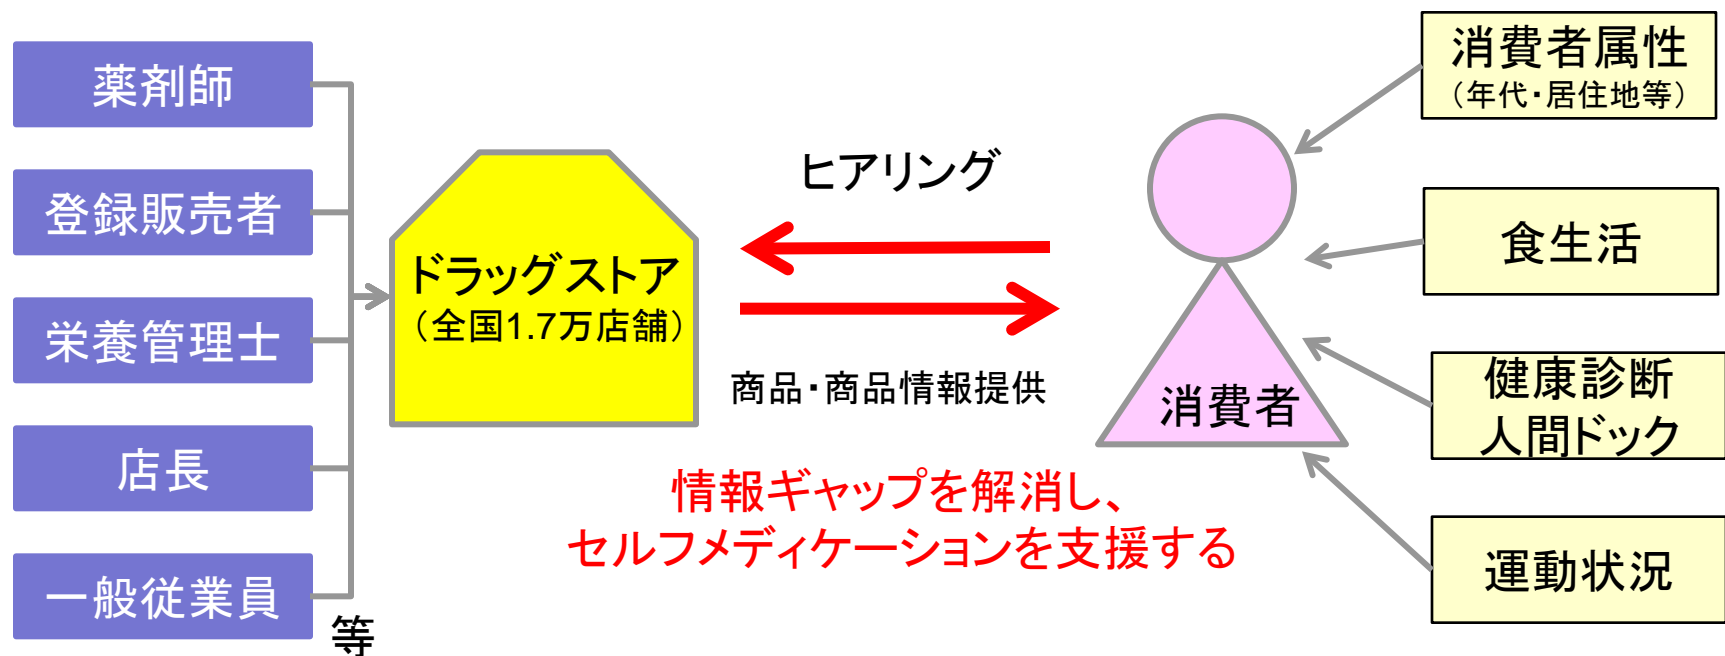 薬剤師
登録販売者
栄養管理士
店長
一般従業員
等
ドラッグストア
（全国1.7万店舗）
ヒアリング
商品・商品情報提供
情報ギャップを解消し、
セルフメディケーションを支援する
消費者
消費者属性
（年代・居住地等）
食生活
健康診断
人間ドック
運動状況